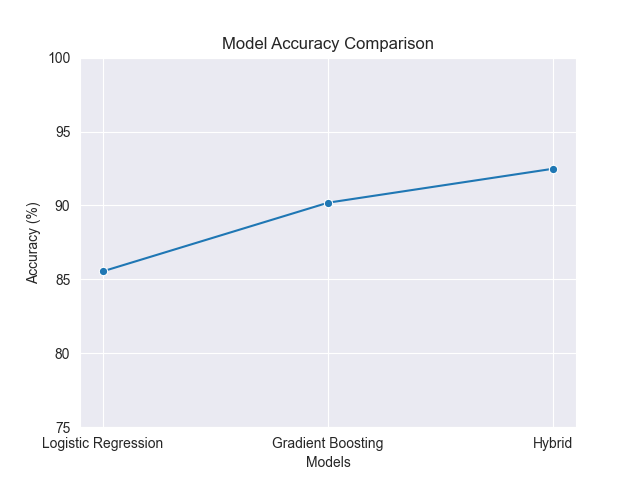 Model Accuracy Comparison
100
95
90
85
80
75
Accuracy (%)
Logistic Regression Gradient Boosting Hybrid
Models